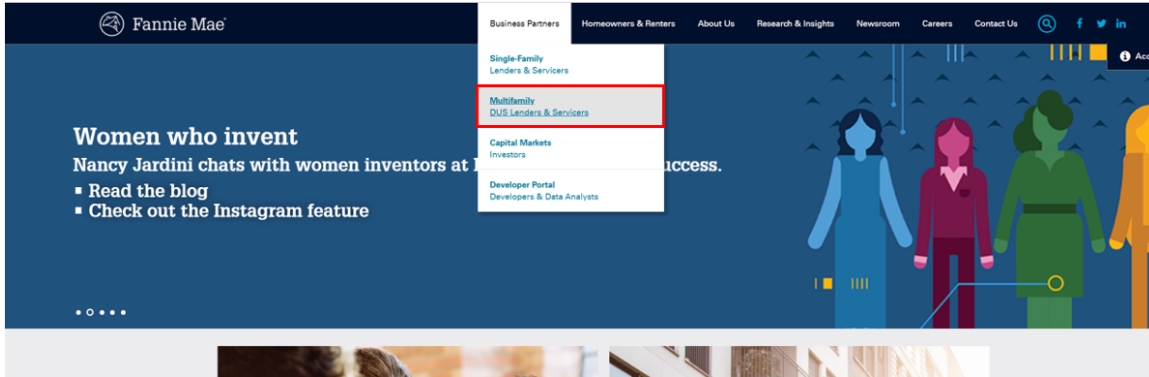 Fannie Mae
Business Partners Homeowners & Renters About Us Research & Insights Newsroom Careers Contact Us f in
Single-Family
Lenders & Servicers
Multifamily
DUS Lenders & Servicers
Capital Markets
Investors
Developer Portal
Developers & Data Analysts
Women who invent
Nancy Jardini chats with women inventors at uccess.
▪ Read the blog
▪ Check out the Instagram feature